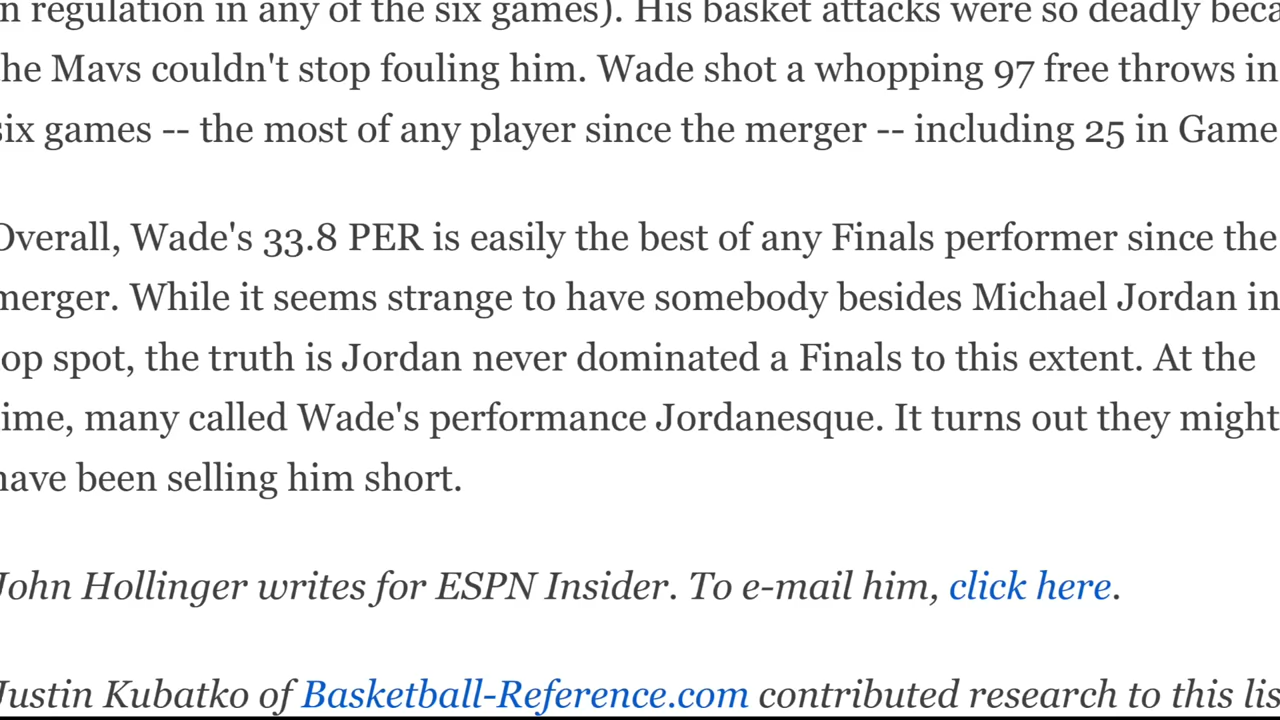 n regulation in any of the six games). His basket attacks were so deadly beca
he Mavs couldn't stop fouling him. Wade shot a whopping 97 free throws in
six games -- the most of any player since the merger -- including 25 in Game
Overall, Wade's 33.8 PER is easily the best of any Finals performer since the
merger. While it seems strange to have somebody besides Michael Jordan in
op spot, the truth is Jordan never dominated a Finals to this extent. At the
ime, many called Wade's performance Jordanesque. It turns out they might
have been selling him short.
John Hollinger writes for ESPN Insider. To e-mail him, click here.
Justin Kubatko of Basketball-Reference.com contributed research to this lis